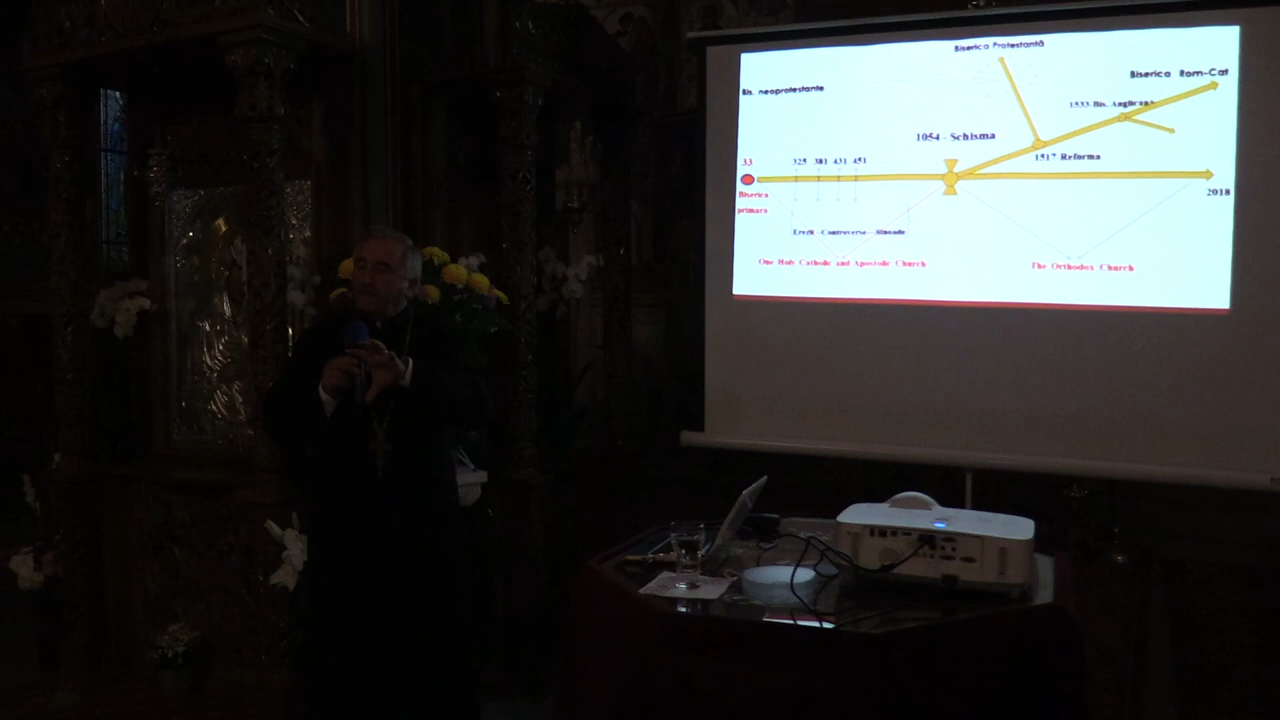 Biserica Protestantă
Biserica Rom-Cat
Bis. neoprotestante
1533 Bis. Anglicana
1054 - Schisma
1517 Reforma
33
325 381 431 451
Biserica
primara
2018
Erezii - Controverse - Sinoade
One Holy Catholic and Apostolic Church
The Orthodox Church